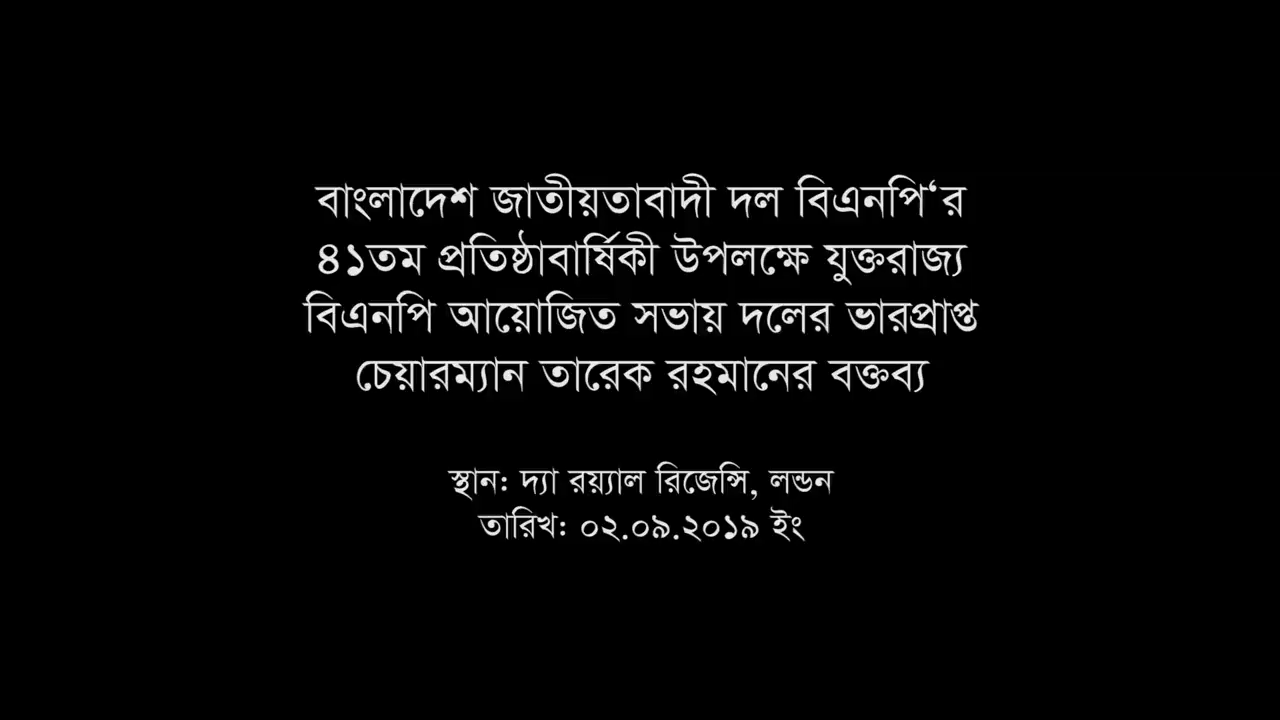 বাংলাদেশ জাতীয়তাবাদী দল বিএনপি‘র
৪১তম প্রতিষ্ঠাবার্ষিকী উপলক্ষে যুক্তরাজ্য
বিএনপি আয়োজিত সভায় দলের ভারপ্রাপ্ত
চেয়ারম্যান তারেক রহমানের বক্তব্য
স্থান: দ্যা রয়্যাল রিজেন্সি, লন্ডন
তারিখ: ০২.০৯.২০১৯ ইং